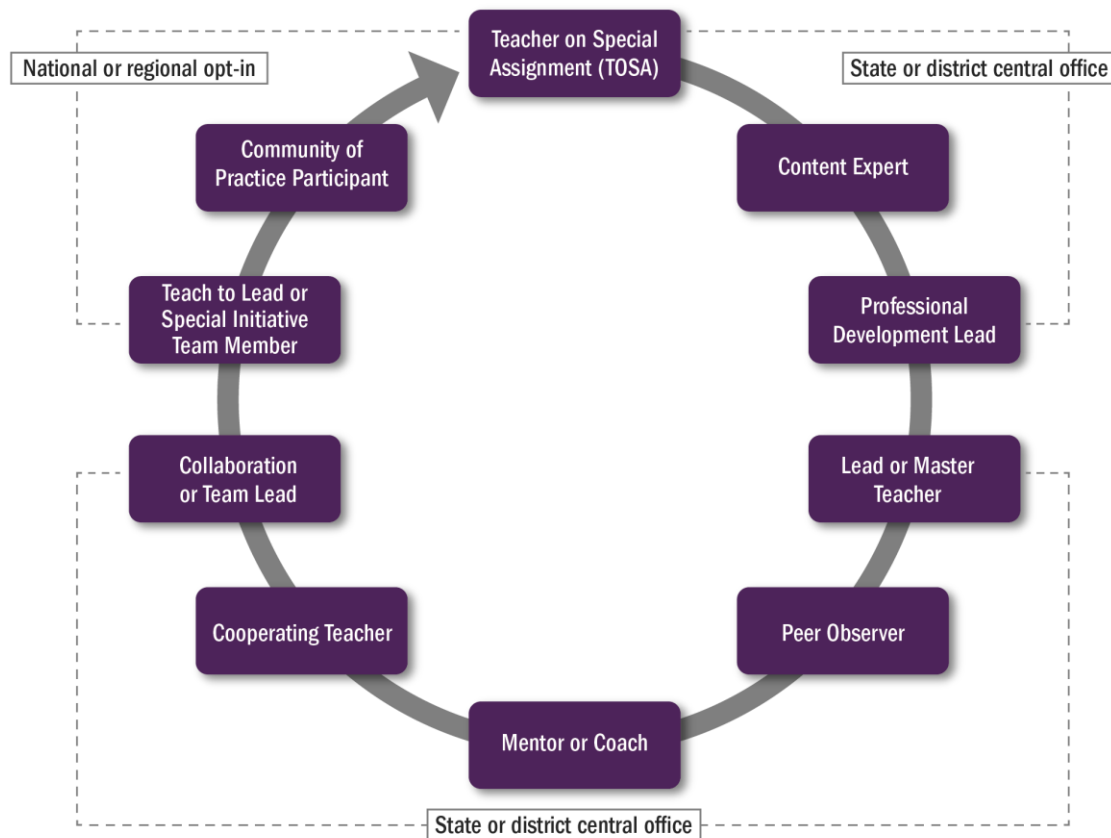 Teacher on Special
Assignment (TOSA)
National or regional opt-in
State or district central office
Community of
Practice Participant
Content Expert
Teach to Lead or
Special Initiative
Team Member
Professional
Development Lead
Collaboration
or Team Lead
Lead or Master
Teacher
Cooperating Teacher
Peer Observer
Mentor or Coach
State or district central office